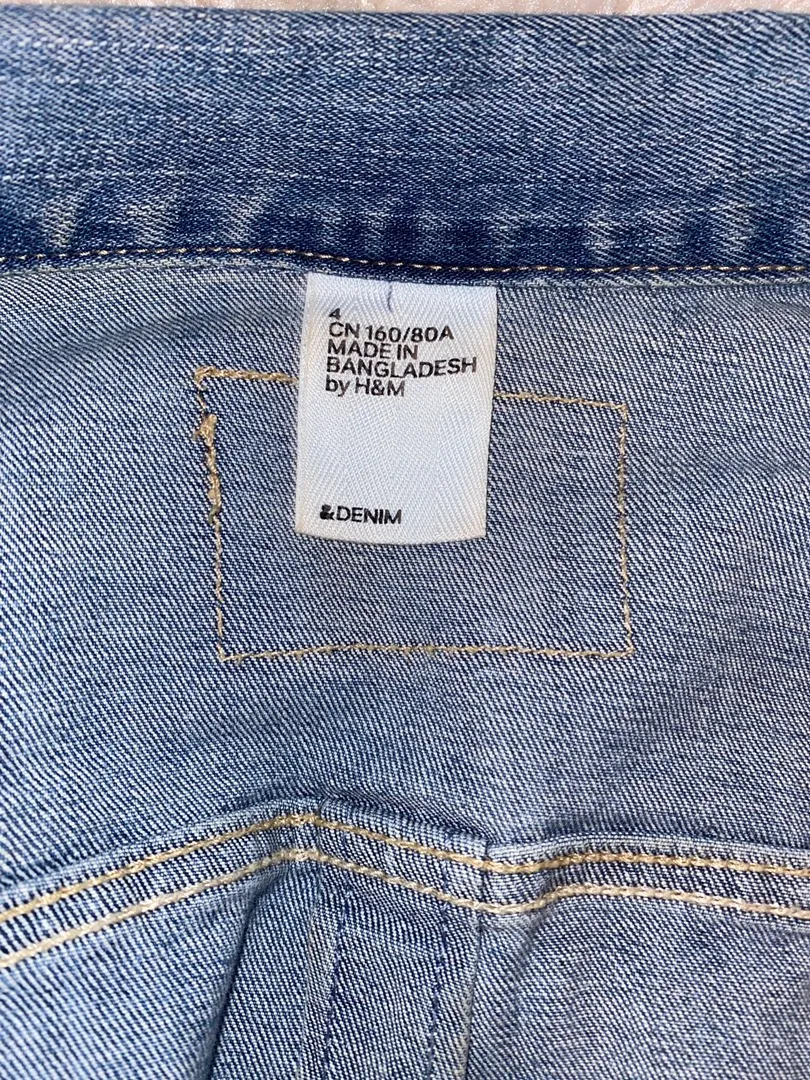 4
CN 160/80A
MADE IN
BANGLADESH
by H&M
&DENIM